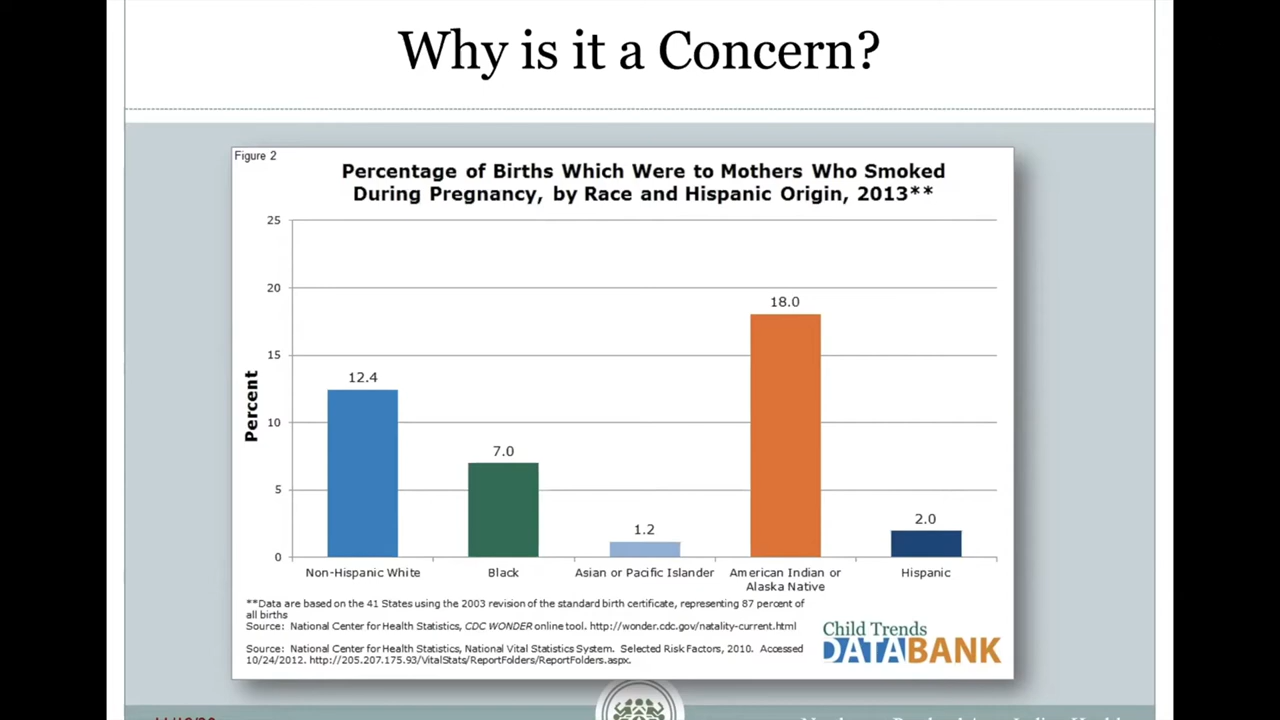 Why is it a Concern?
Figure 2
Percentage of Births Which Were to Mothers Who Smoked
During Pregnancy, by Race and Hispanic Origin, 2013**
25
20
15
10
5
0
Percent
12.4
7.0
1.2
18.0
2.0
Non-Hispanic White
Black
Asian or Pacific Islander
American Indian or
Alaska Native
Hispanic
**Data are based on the 41 States using the 2003 revision of the standard birth certificate, representing 87 percent of
all births
Source: National Center for Health Statistics, CDC WONDER online tool. http://wonder.cdc.gov/natality-current.html
Source: National Center for Health Statistics, National Vital Statistics System. Selected Risk Factors, 2010. Accessed
10/24/2012. http://205.207.175.93/VitalStats/ReportFolders/ReportFolders.aspx.
Child Trends
DATABANK